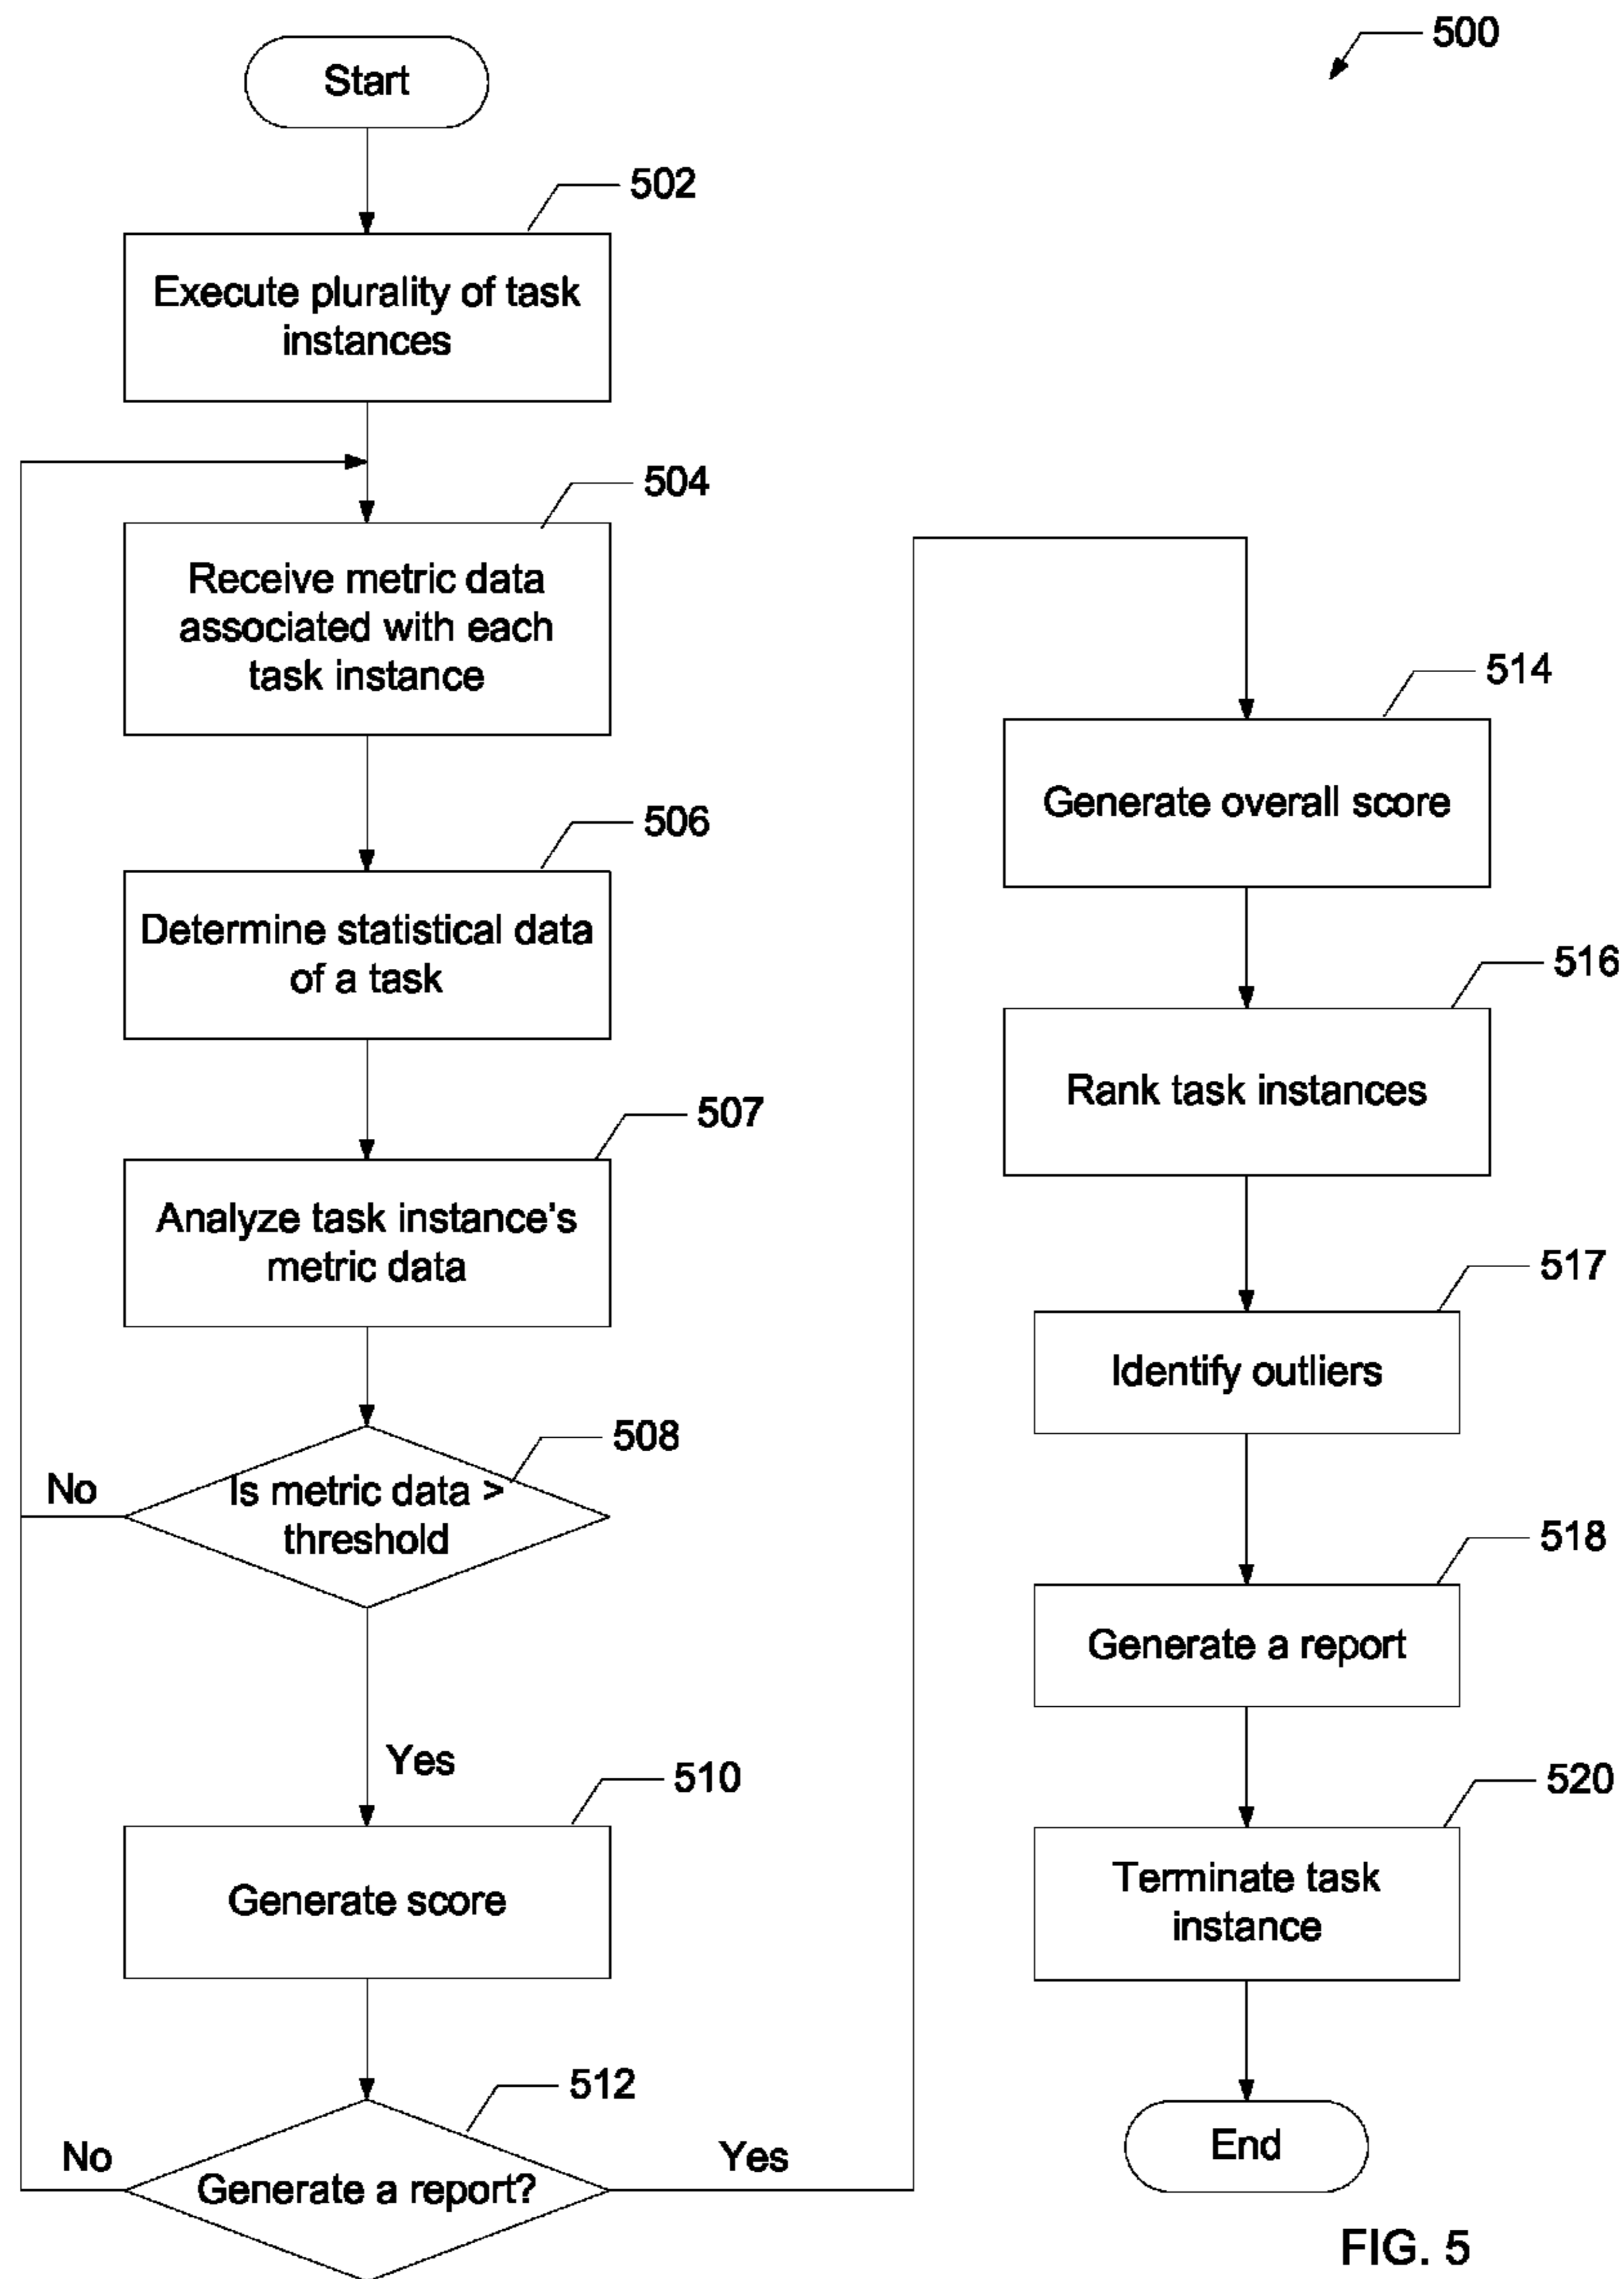 500
Start
502
Execute plurality of task
instances
504
Receive metric data
associated with each
task instance
506
Determine statistical data
of a task
507
Analyze task instance's
metric data
508
Is metric data >
threshold
No
Yes
510
Generate score
512
Generate a report?
No
Yes
514
Generate overall score
516
Rank task instances
517
Identify outliers
518
Generate a report
520
Terminate task
instance
End
FIG. 5